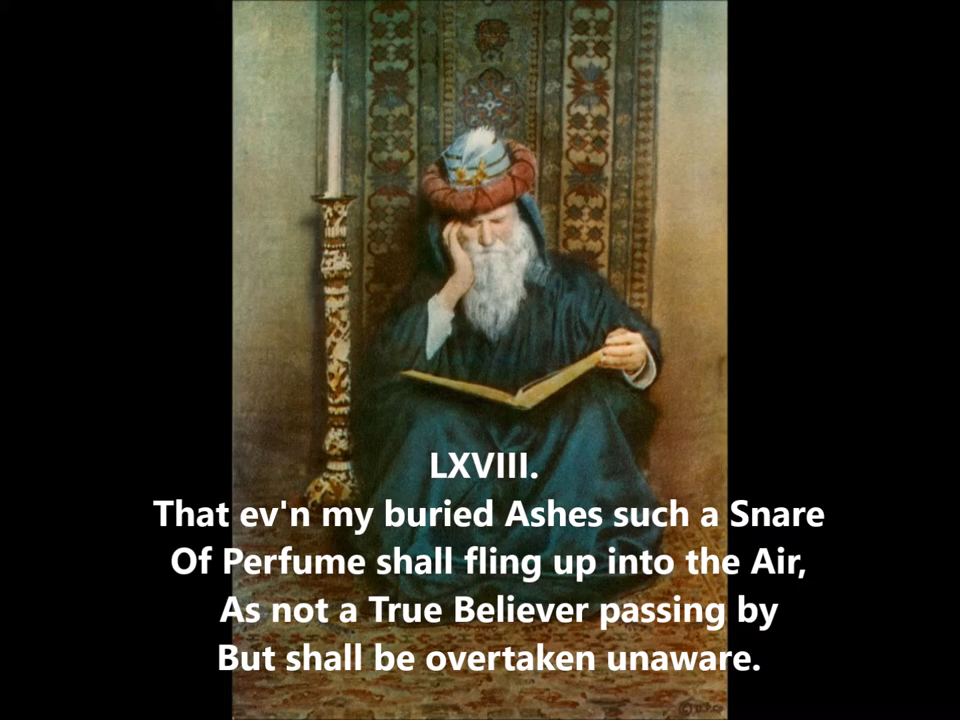 LXVIII.
That ev'n my buried Ashes such a Snare
Of Perfume shall fling up into the Air,
As not a True Believer passing by
But shall be overtaken unaware.